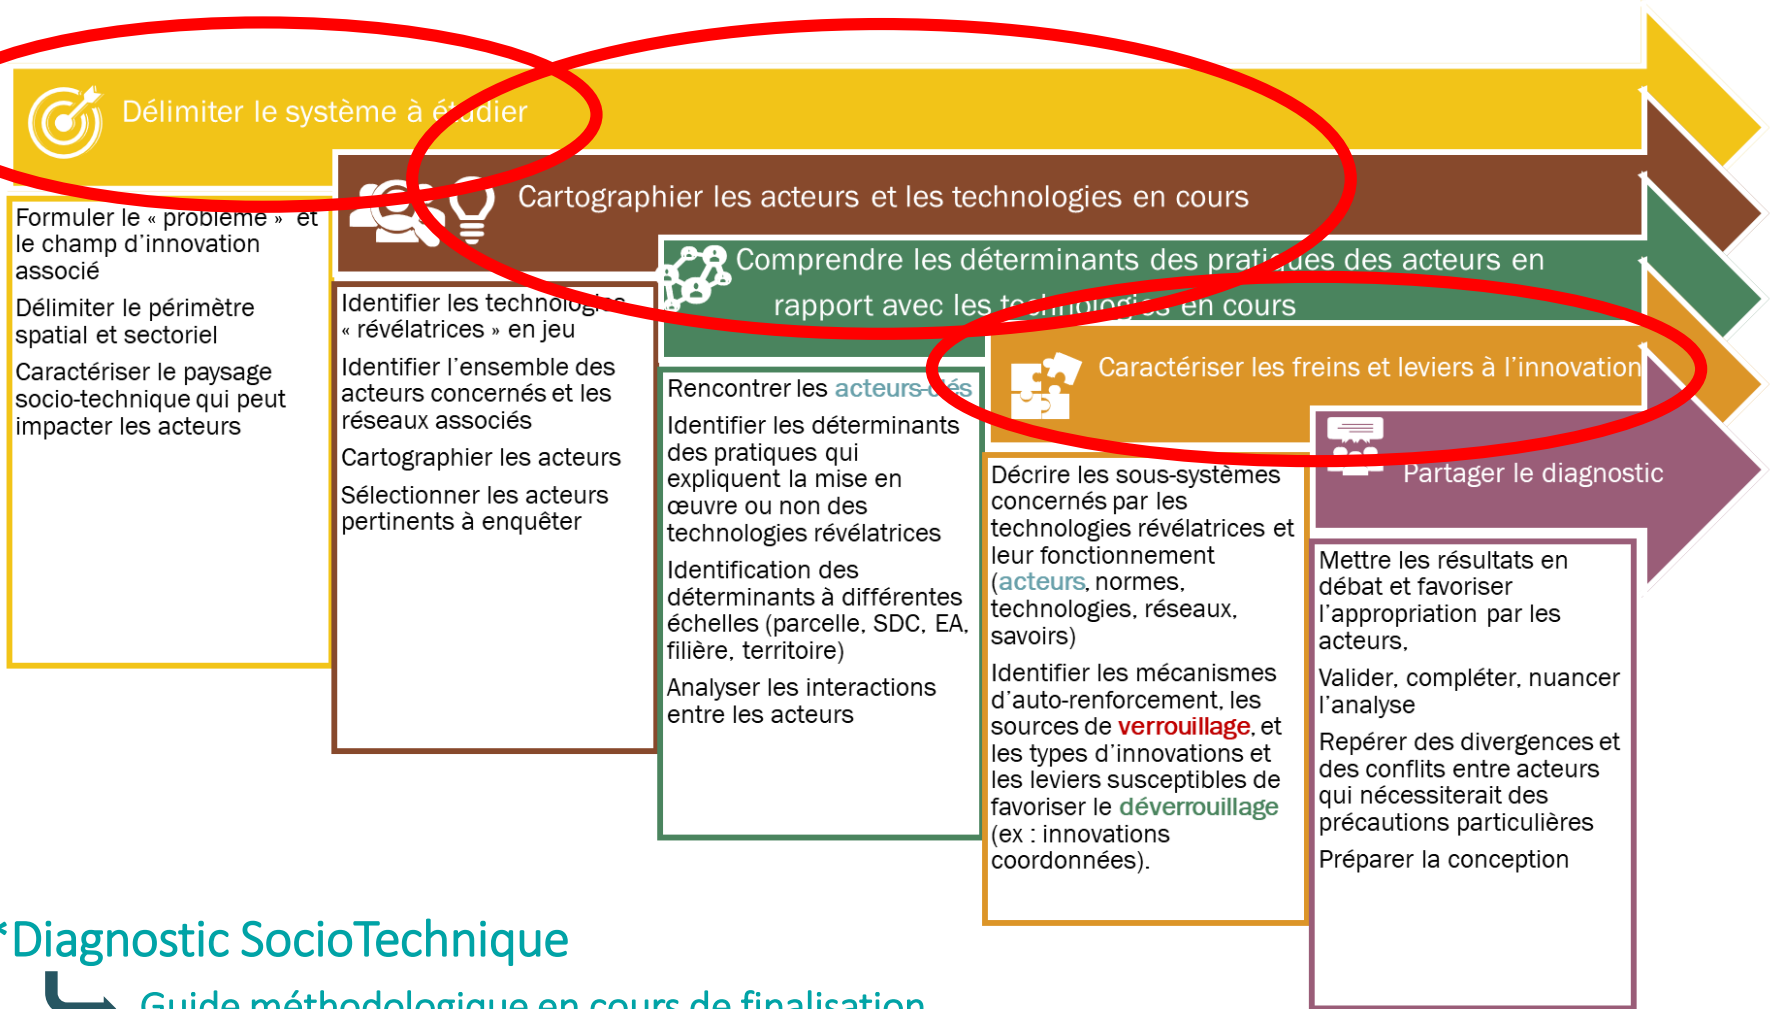 Délimiter le système à étudier
Formuler le « problème » et
le champ d’innovation
associé
Délimiter le périmètre
spatial et sectoriel
Caractériser le paysage
socio-technique qui peut
impacter les acteurs
Cartographier les acteurs et les technologies en cours
Identifier les technologies
« révélatrices » en jeu
Identifier l’ensemble des
acteurs concernés et les
réseaux associés
Cartographier les acteurs
Sélectionner les acteurs
pertinents à enquêter
Comprendre les déterminants des pratiques des acteurs en
rapport avec les technologies en cours
Rencontrer les acteurs-clés
Identifier les déterminants
des pratiques qui
expliquent la mise en
œuvre ou non des
technologies révélatrices
Identification des
déterminants à différentes
échelles (parcelle, SDC, EA,
filière, territoire)
Analyser les interactions
entre les acteurs
Caractériser les freins et leviers à l’innovation
Décrire les sous-systèmes
concernés par les
technologies révélatrices et
leur fonctionnement
(acteurs, normes,
technologies, réseaux,
savoirs)
Identifier les mécanismes
d’auto-renforcement, les
sources de verrouillage, et
les types d’innovations et
les leviers susceptibles de
favoriser le déverrouillage
(ex : innovations
coordonnées).
Partager le diagnostic
Mettre les résultats en
débat et favoriser
l’appropriation par les
acteurs,
Valider, compléter, nuancer
l’analyse
Repérer des divergences et
des conflits entre acteurs
qui nécessiterait des
précautions particulières
Préparer la conception
*Diagnostic SocioTechnique
Guide méthodologique en cours de finalisation